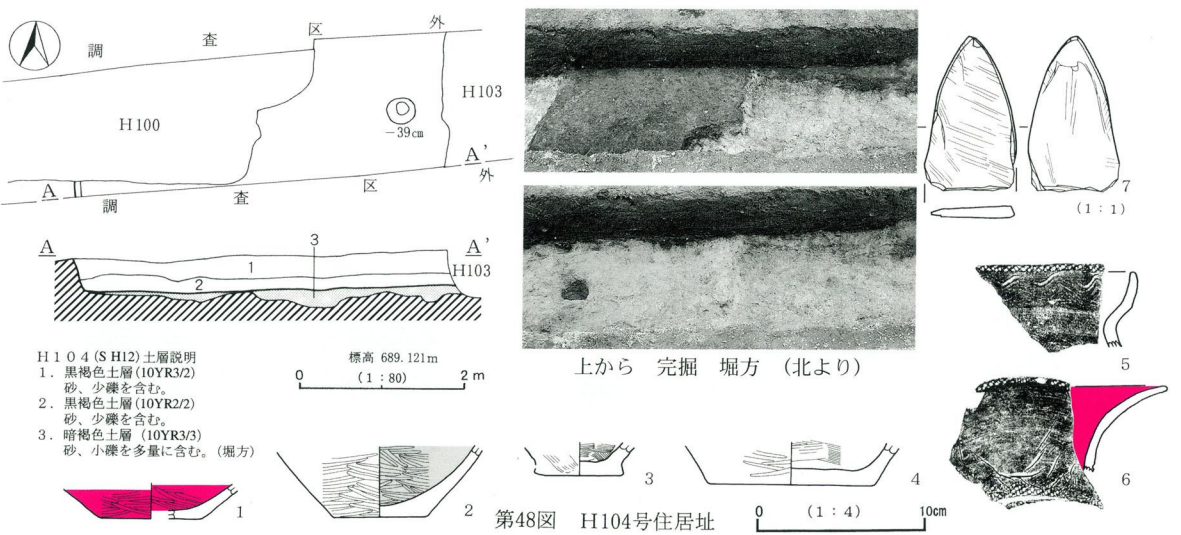 調 査 区 外
H100
H103
-39cm
A A'
調 査 区 外
A A'
3
1
2
H103
H104(SH12)土層説明
1. 黒褐色土層(10YR3/2)
砂、少礫を含む。
2. 黒褐色土層(10YR2/2)
砂、少礫を含む。
3. 暗褐色土層 (10YR3/3)
砂、小礫を多量に含む。(堀方)
標高 689.121m
0 (1:80) 2m
上から 完掘 堀方 (北より)
7
(1:1)
5
6
1
2
3
4
第48図 H104号住居址
0 (1:4) 10cm